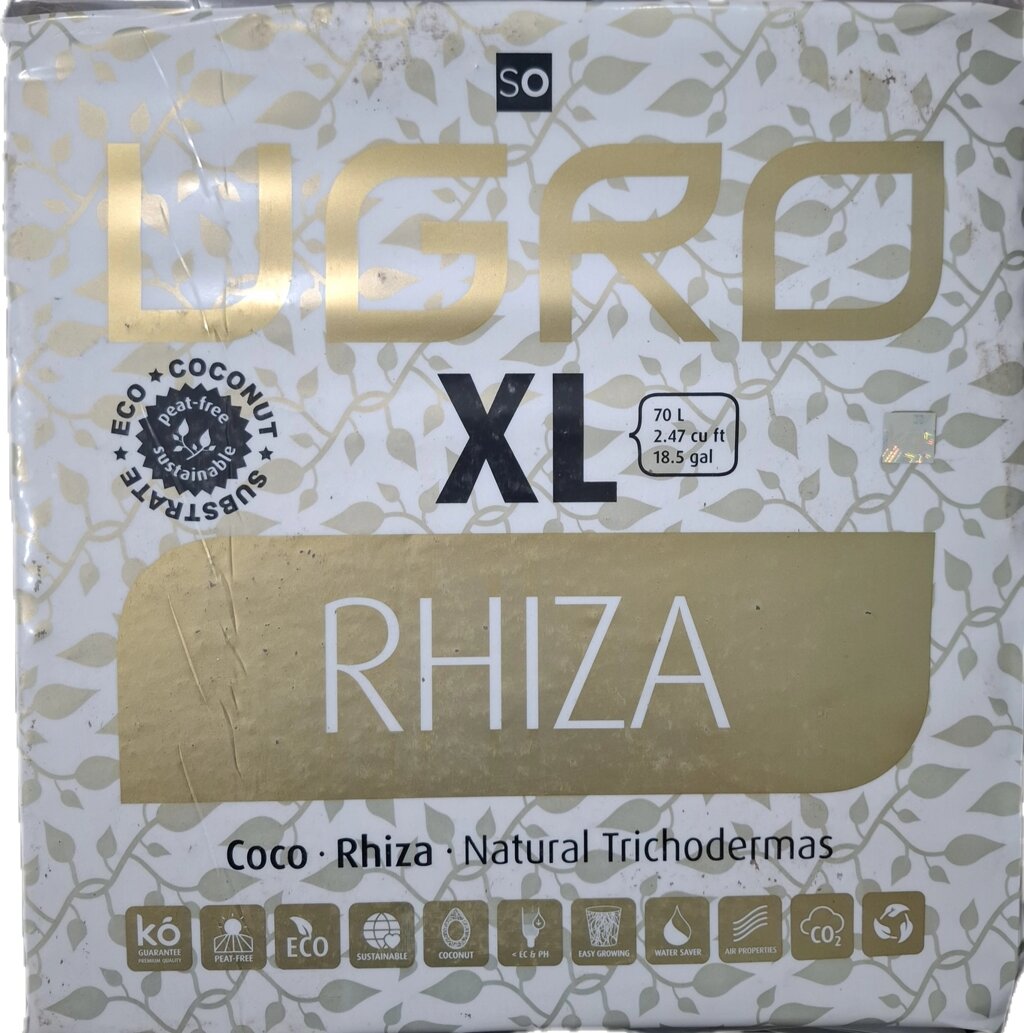 SO
UGRO
ECO ★ COCONUT ★ SUBSTRATE ★
peat-free
sustainable
XL
70 L
2.47 cu ft
18.5 gal
RHIZA
Coco · Rhiza · Natural Trichodermas
kó
GUARANTEE
PREMIUM QUALITY
PEAT-FREE
ECO
SUSTAINABLE
COCONUT
< EC & PH
EASY GROWING
WATER SAVER
AIR PROPERTIES
CO₂